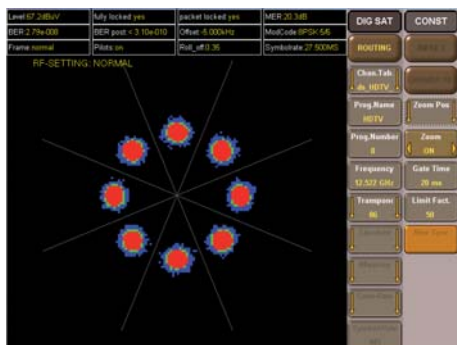 Level:67.2dBuV fully locked yes packet locked yes MER:20.3dB
BER:2.79e-008 BER post:< 3.10e-010 Offset:-5.000kHz ModCode:8PSK 5/6
Frame normal Pilots:on Roll_off:0.35 Symbolrate:27.500MS
RF-SETTING: NORMAL
DIG SAT CONST
ROUTING
Chan.Tab.
Zoom Pos
Prog.Name
HDTV
Prog.Number
8
Zoom
ON
Frequency
12.522 GHz
Gate Time
20 ms
Transpond
86
Limit Fact.
50